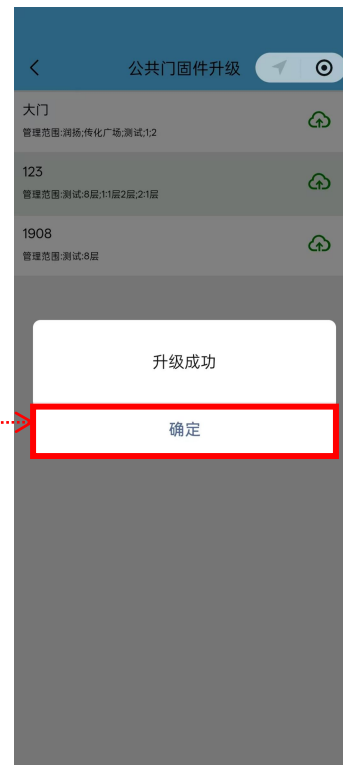 公共门固件升级
大门
管理范围:润扬;传化广场;测试;1;2
123
管理范围:测试:8层;1:1层2层;2:1层
1908
管理范围:测试:8层
升级成功
确定